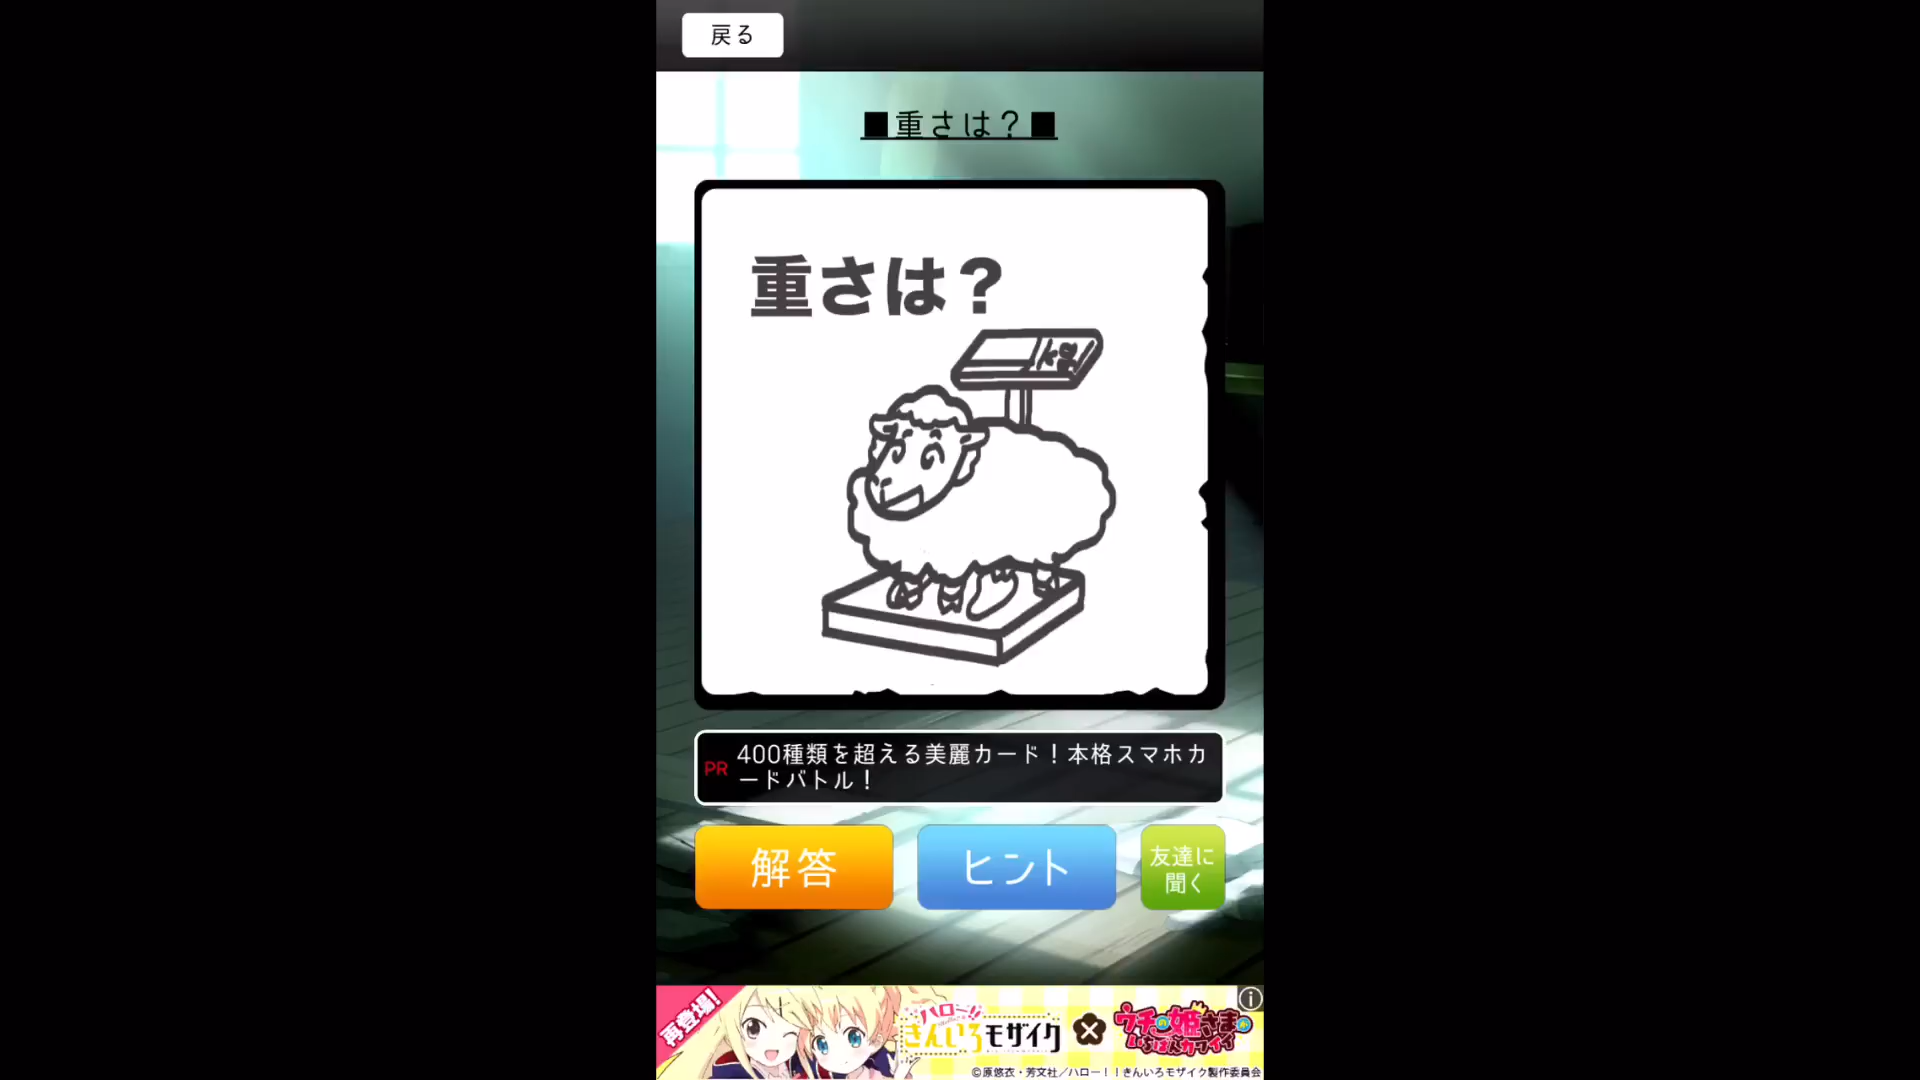 戻る
■重さは？■
重さは？
kg
PR
400種類を超える美麗カード！本格スマホカ
ードバトル！
解答
ヒント
友達に
聞く
再登場!
ハロー!!
きんいろモザイク
ウチの姫さまが
いちばんカワイイ
©原悠衣・芳文社／ハロー！！きんいろモザイク製作委員会